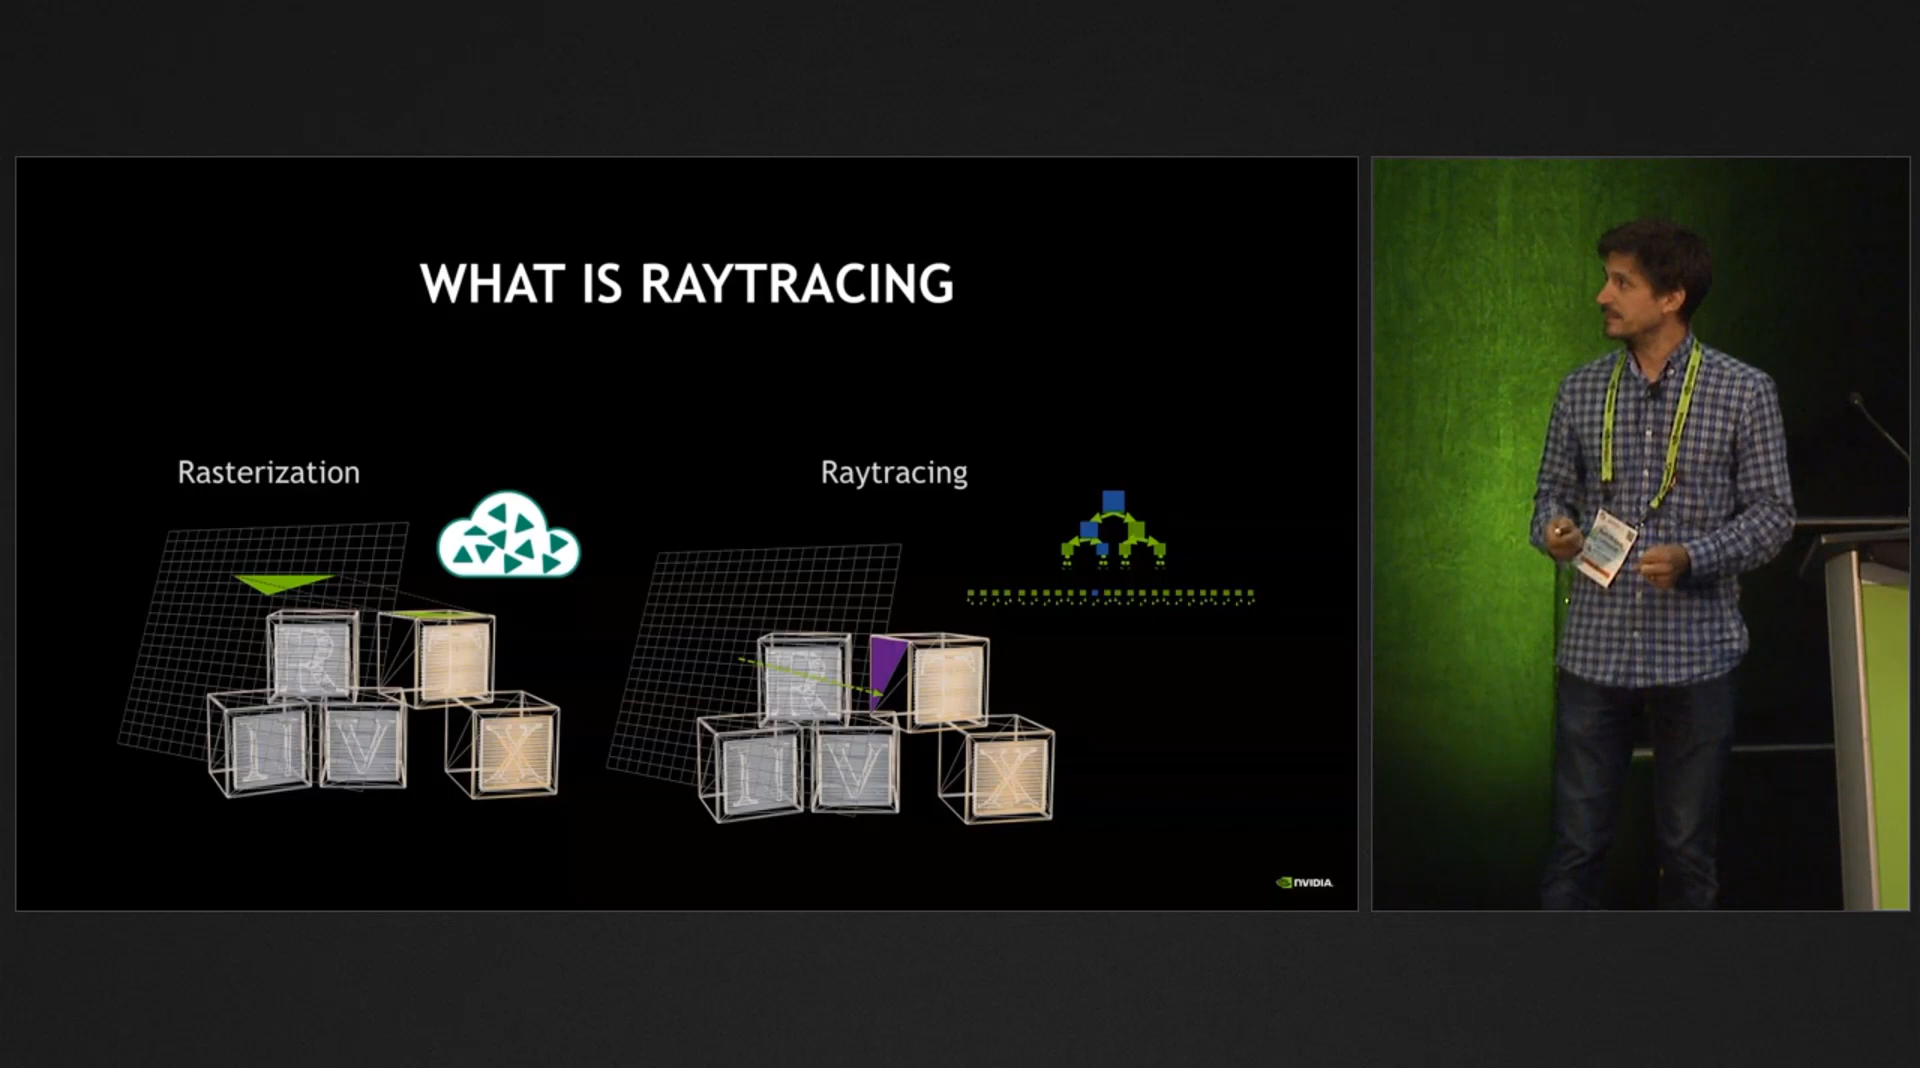 WHAT IS RAYTRACING
Rasterization
Raytracing
R
I V X
R
I V X
NVIDIA.